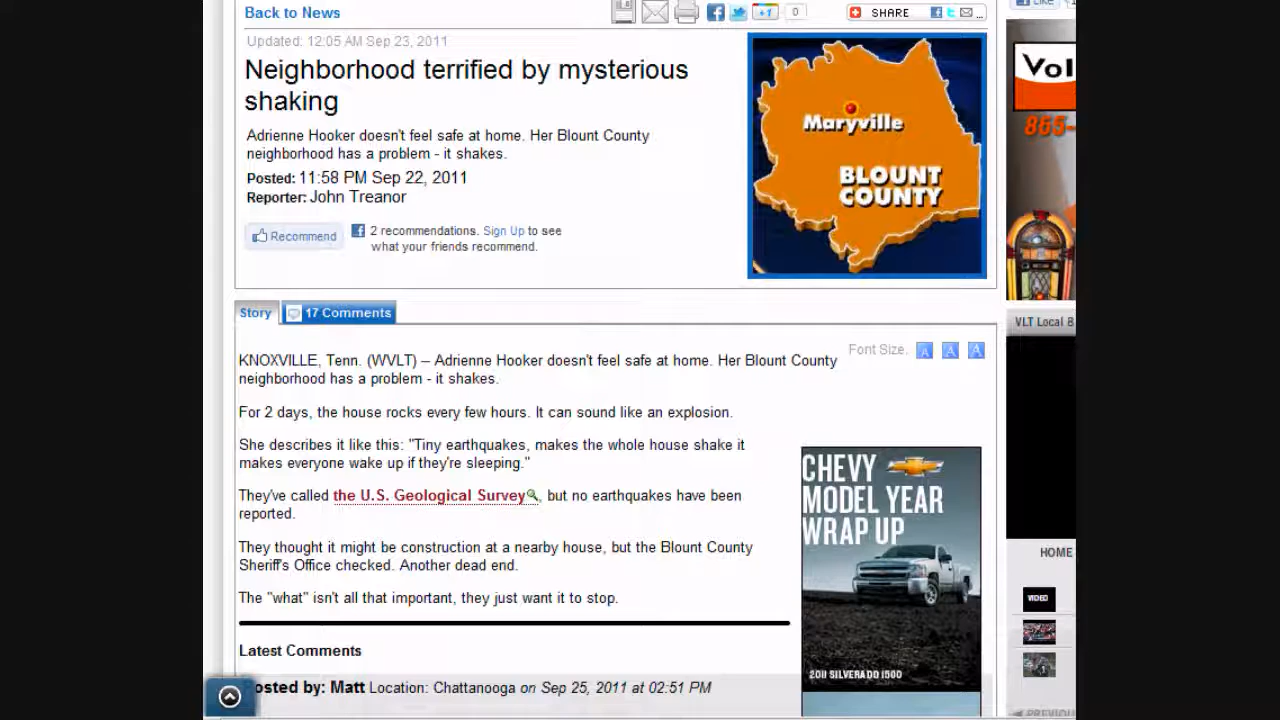 Back to News
+1
0
SHARE
Like
Updated: 12:05 AM Sep 23, 2011
Neighborhood terrified by mysterious
shaking
Adrienne Hooker doesn't feel safe at home. Her Blount County
neighborhood has a problem - it shakes.
Posted: 11:58 PM Sep 22, 2011
Reporter: John Treanor
Recommend
2 recommendations. Sign Up to see
what your friends recommend.
Maryville
BLOUNT
COUNTY
Vol
865-
Story
17 Comments
VLT Local 8
Font Size:
A A A
KNOXVILLE, Tenn. (WVLT) – Adrienne Hooker doesn't feel safe at home. Her Blount County
neighborhood has a problem - it shakes.
For 2 days, the house rocks every few hours. It can sound like an explosion.
She describes it like this: "Tiny earthquakes, makes the whole house shake it
makes everyone wake up if they're sleeping."
They've called the U.S. Geological Survey, but no earthquakes have been
reported.
They thought it might be construction at a nearby house, but the Blount County
Sheriff's Office checked. Another dead end.
The "what" isn't all that important, they just want it to stop.
CHEVY
MODEL YEAR
WRAP UP
2011 SILVERADO 1500
HOME
VIDEO
Latest Comments
osted by: Matt Location: Chattanooga on Sep 25, 2011 at 02:51 PM
PREVIOU